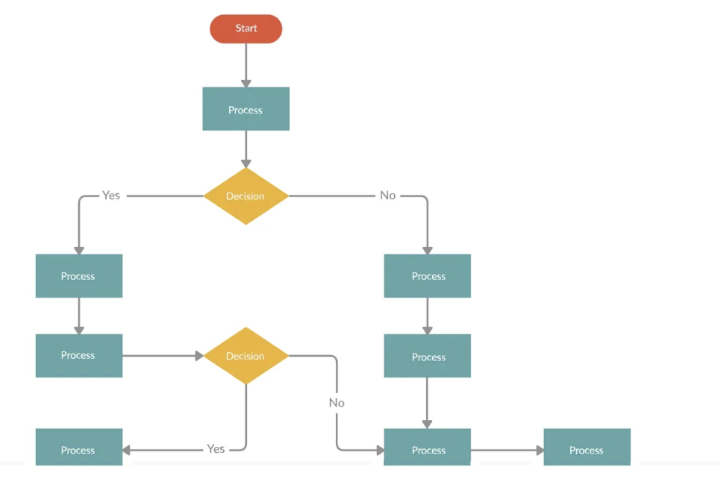 Start
Process
Yes
Decision
No
Process
Process
Process
Decision
Process
No
Process
Yes
Process
Process